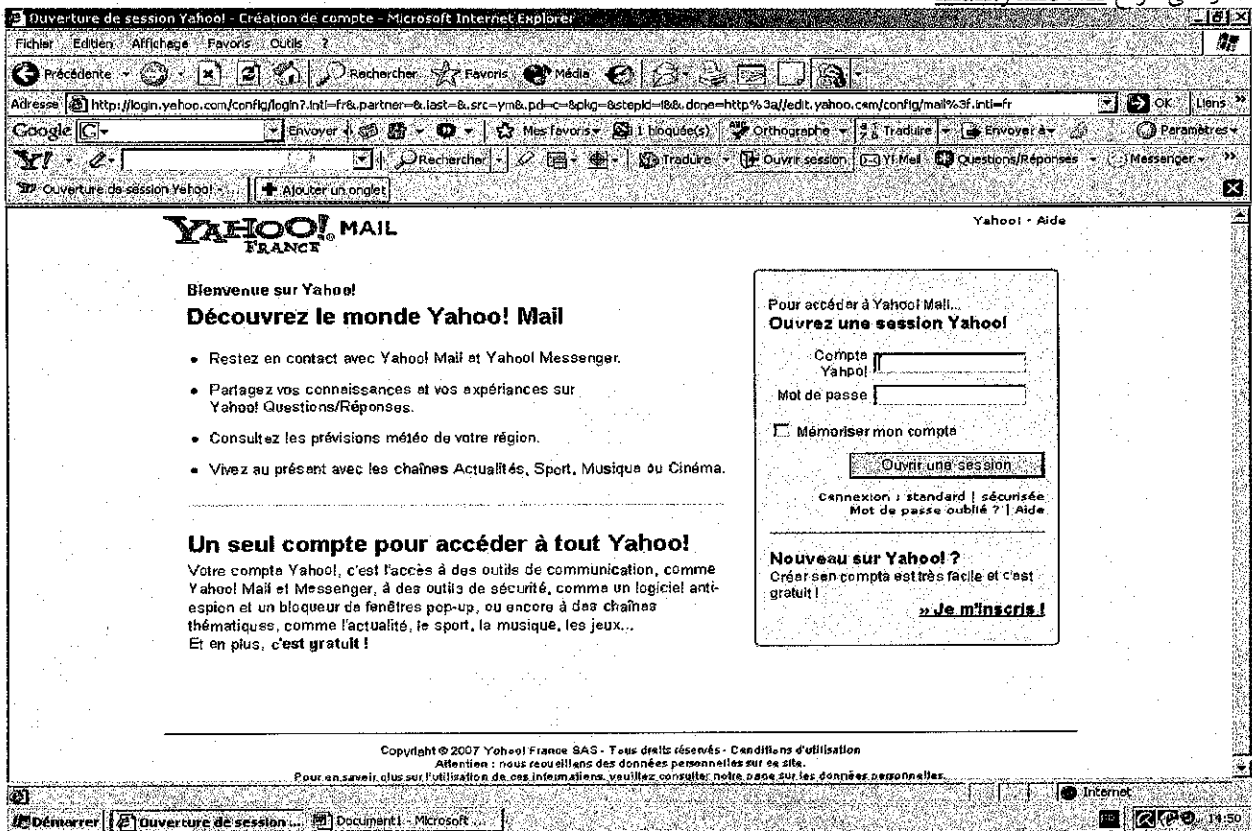 Ouverture de session Yahoo! - Création de compte - Microsoft Internet Explorer
Fichier Edition Affichage Favoris Outils ?
Précédente Rechercher Favoris Média
Adresse http://login.yahoo.com/config/login?.intl=fr&.partner=&.last=&.src=ym&.pd=c=&pkg=&stepid=&.done=http%3a//edit.yahoo.com/config/mail%3f.intl=fr OK Liens »
Google G Envoyer Mes favoris 1 bloquée(s) Orthographe Traduire Envoyer à Paramètres
Y! Rechercher Traduire Ouvrir session Y! Mail Questions/Réponses Messenger »
Ouverture de session Yahoo! - ... Ajouter un onglet
YAHOO! MAIL
FRANCE
Yahoo! - Aide
Bienvenue sur Yahoo!
Découvrez le monde Yahoo! Mail
• Restez en contact avec Yahoo! Mail et Yahoo! Messenger.
• Partagez vos connaissances et vos expériences sur
Yahoo! Questions/Réponses.
• Consultez les prévisions météo de votre région.
• Vivez au présent avec les chaînes Actualités, Sport, Musique ou Cinéma.
Un seul compte pour accéder à tout Yahoo!
Votre compte Yahoo!, c'est l'accès à des outils de communication, comme
Yahoo! Mail et Messenger, à des outils de sécurité, comme un logiciel anti-
espion et un bloqueur de fenêtres pop-up, ou encore à des chaînes
thématiques, comme l'actualité, le sport, la musique, les jeux...
Et en plus, c'est gratuit !
Pour accéder à Yahoo! Mail...
Ouvrez une session Yahoo!
Compte
Yahoo!
Mot de passe
Mémoriser mon compte
Ouvrir une session
Connexion : standard | sécurisée
Mot de passe oublié ? | Aide
Nouveau sur Yahoo! ?
Créer son compte est très facile et c'est
gratuit !
» Je m'inscris !
Copyright © 2007 Yahoo! France SAS - Tous droits réservés - Conditions d'utilisation
Attention : nous recueillons des données personnelles sur ce site.
Pour en savoir plus sur l'utilisation de ces informations, veuillez consulter notre page sur les données personnelles.
Internet
Démarrer Ouverture de session ... Document1 - Microsoft ... 14:50